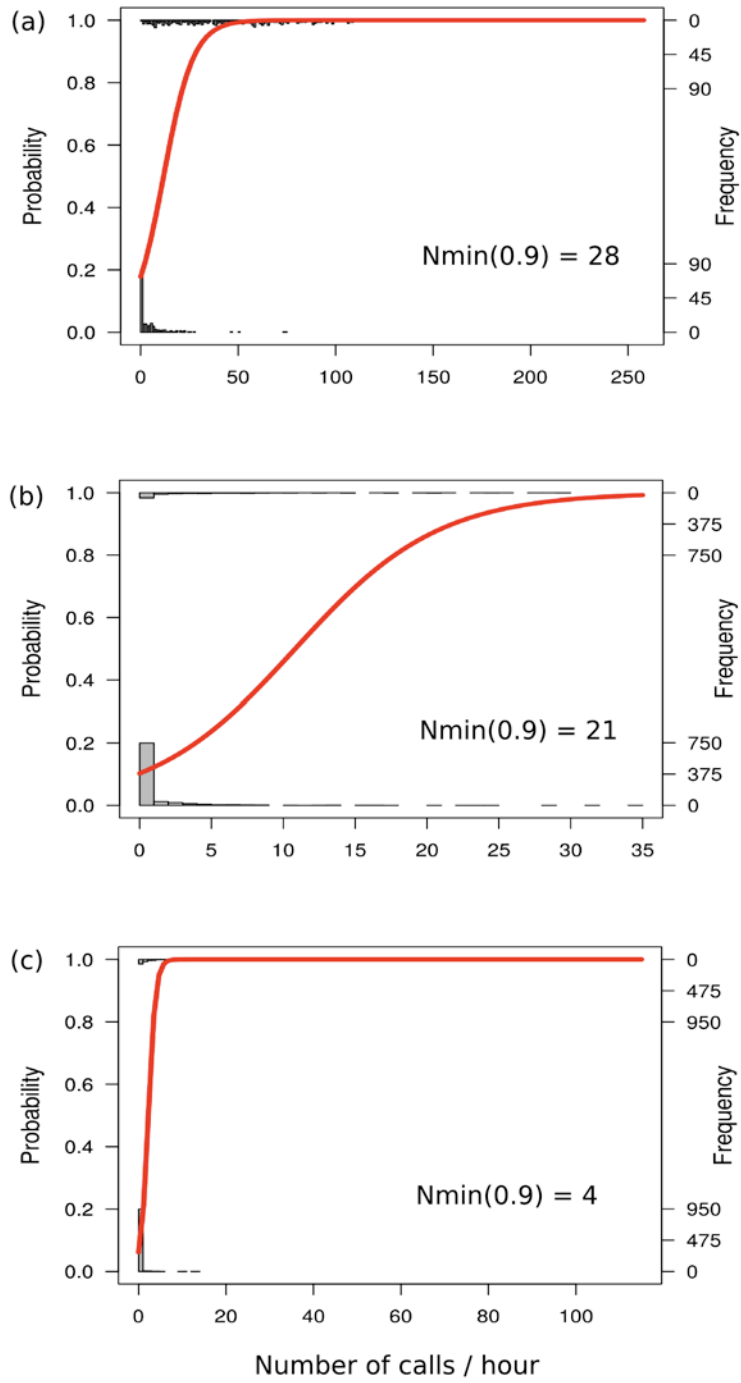 (a)
1.0
0.8
0.6
0.4
0.2
0.0
Probability
0
45
90
90
45
0
Frequency
Nmin(0.9) = 28
0 50 100 150 200 250
(b)
1.0
0.8
0.6
0.4
0.2
0.0
Probability
0
375
750
750
375
0
Frequency
Nmin(0.9) = 21
0 5 10 15 20 25 30 35
(c)
1.0
0.8
0.6
0.4
0.2
0.0
Probability
0
475
950
950
475
0
Frequency
Nmin(0.9) = 4
0 20 40 60 80 100
Number of calls / hour